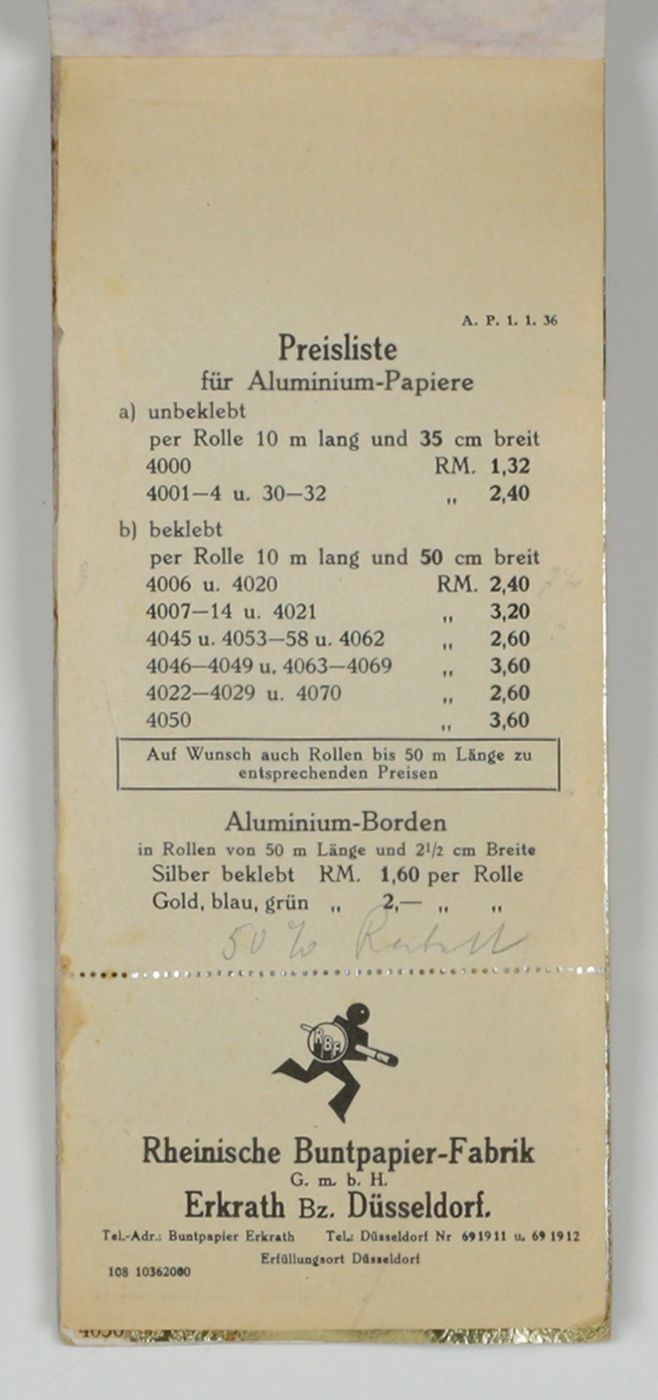 A. P. 1. 1. 36
Preisliste
für Aluminium-Papiere
a) unbeklebt
per Rolle 10 m lang und 35 cm breit
4000 RM. 1,32
4001—4 u. 30—32 „ 2,40
b) beklebt
per Rolle 10 m lang und 50 cm breit
4006 u. 4020 RM. 2,40
4007—14 u. 4021 „ 3,20
4045 u. 4053—58 u. 4062 „ 2,60
4046—4049 u. 4063—4069 „ 3,60
4022—4029 u. 4070 „ 2,60
4050 „ 3,60
Auf Wunsch auch Rollen bis 50 m Länge zu
entsprechenden Preisen
Aluminium-Borden
in Rollen von 50 m Länge und 2½ cm Breite
Silber beklebt RM. 1,60 per Rolle
Gold, blau, grün „ 2,— „ „
50 % Rabatt
RBF
Rheinische Buntpapier-Fabrik
G. m. b. H.
Erkrath Bz. Düsseldorf.
Tel.-Adr.: Buntpapier Erkrath Tel.: Düsseldorf Nr 691911 u. 69 1912
Erfüllungsort Düsseldorf
108 10362000
4050